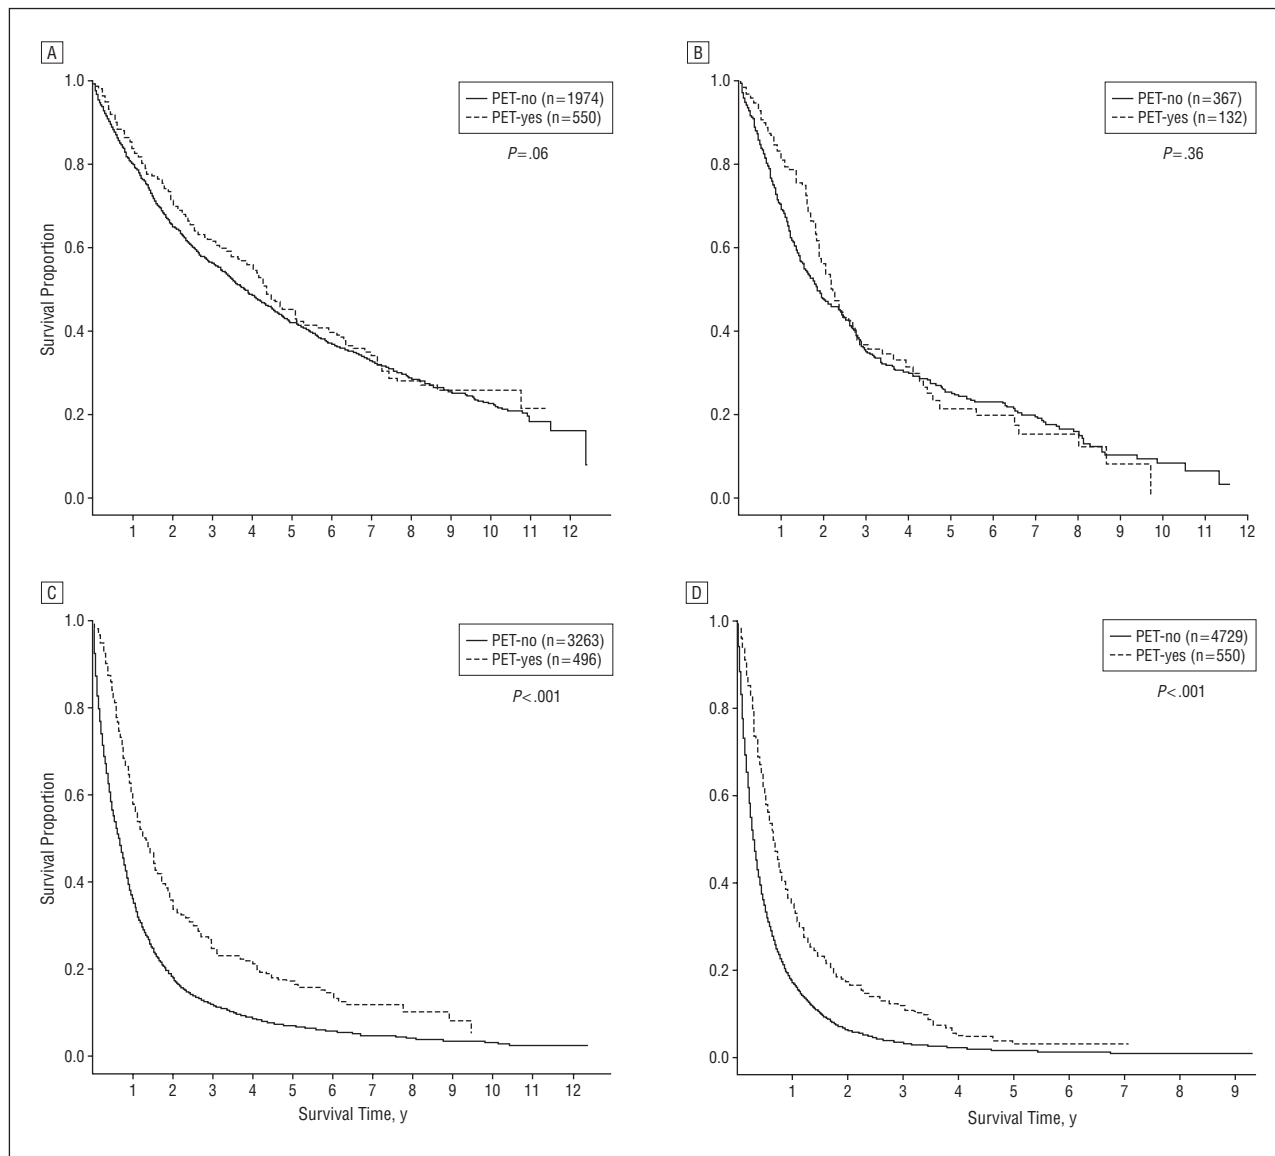 A
PET-no (n=1974)
PET-yes (n=550)
P=.06
1.0
0.8
0.6
0.4
0.2
0.0
Survival Proportion
1 2 3 4 5 6 7 8 9 10 11 12
B
PET-no (n=367)
PET-yes (n=132)
P=.36
1.0
0.8
0.6
0.4
0.2
0.0
1 2 3 4 5 6 7 8 9 10 11 12
C
PET-no (n=3263)
PET-yes (n=496)
P<.001
1.0
0.8
0.6
0.4
0.2
0.0
Survival Proportion
1 2 3 4 5 6 7 8 9 10 11 12
Survival Time, y
D
PET-no (n=4729)
PET-yes (n=550)
P<.001
1.0
0.8
0.6
0.4
0.2
0.0
1 2 3 4 5 6 7 8 9
Survival Time, y